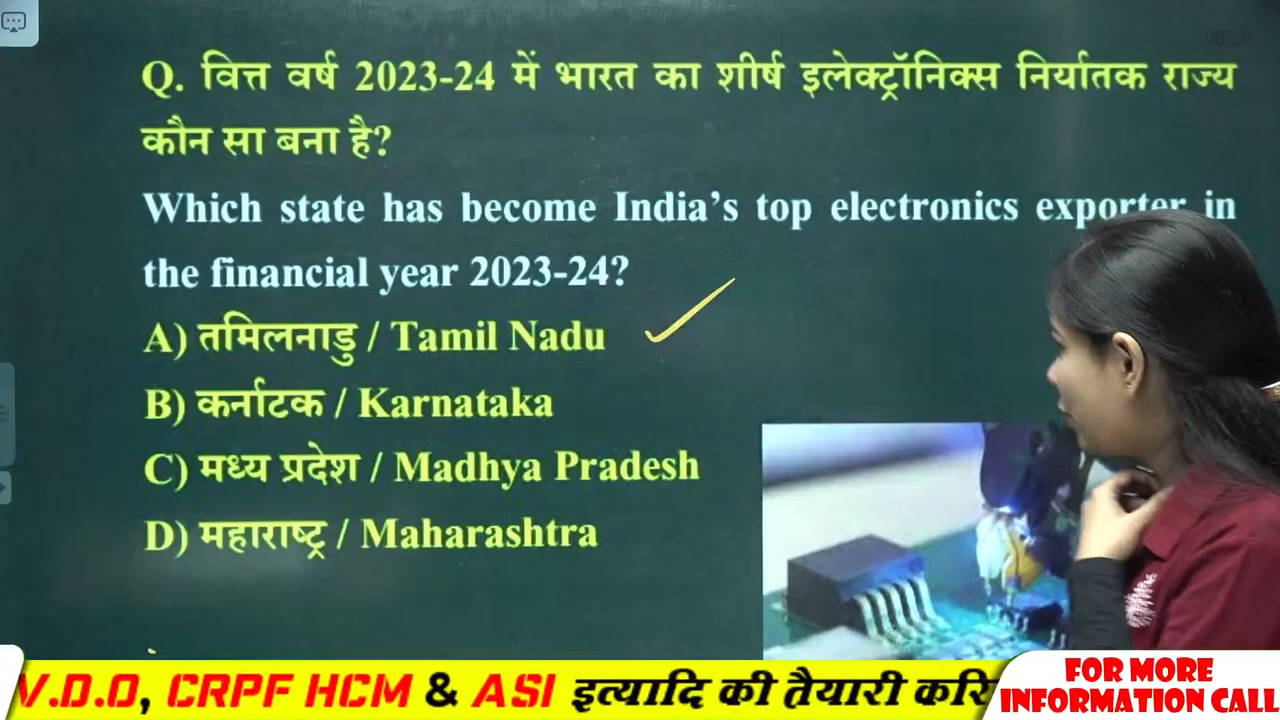 Q. वित्त वर्ष 2023-24 में भारत का शीर्ष इलेक्ट्रॉनिक्स निर्यातक राज्य
कौन सा बना है?
Which state has become India’s top electronics exporter in
the financial year 2023-24?
A) तमिलनाडु / Tamil Nadu
B) कर्नाटक / Karnataka
C) मध्य प्रदेश / Madhya Pradesh
D) महाराष्ट्र / Maharashtra
V.D.O, CRPF HCM & ASI इत्यादि की तैयारी
FOR MORE
INFORMATION CALL